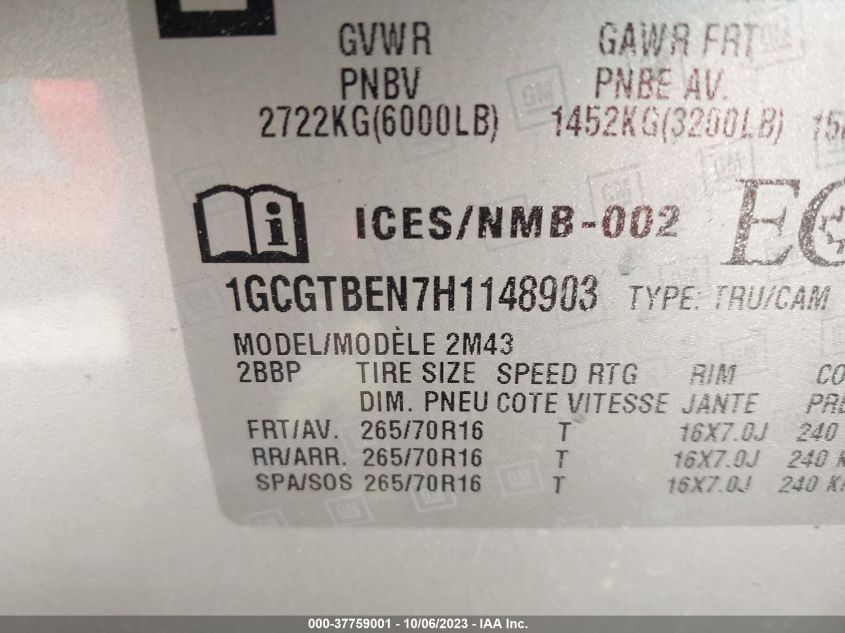 GVWR GAWR FRT
PNBV PNBE AV.
2722KG(6000LB) 1452KG(3200LB)
ICES/NMB-002
1GCGTBEN7H1148903 TYPE: TRU/CAM
MODEL/MODÈLE 2M43
2BBP TIRE SIZE SPEED RTG RIM
DIM. PNEU COTE VITESSE JANTE
FRT/AV. 265/70R16 T 16X7.0J 240
RR/ARR. 265/70R16 T 16X7.0J 240
SPA/SOS 265/70R16 T 16X7.0J 240
000-37759001 - 10/06/2023 - IAA Inc.